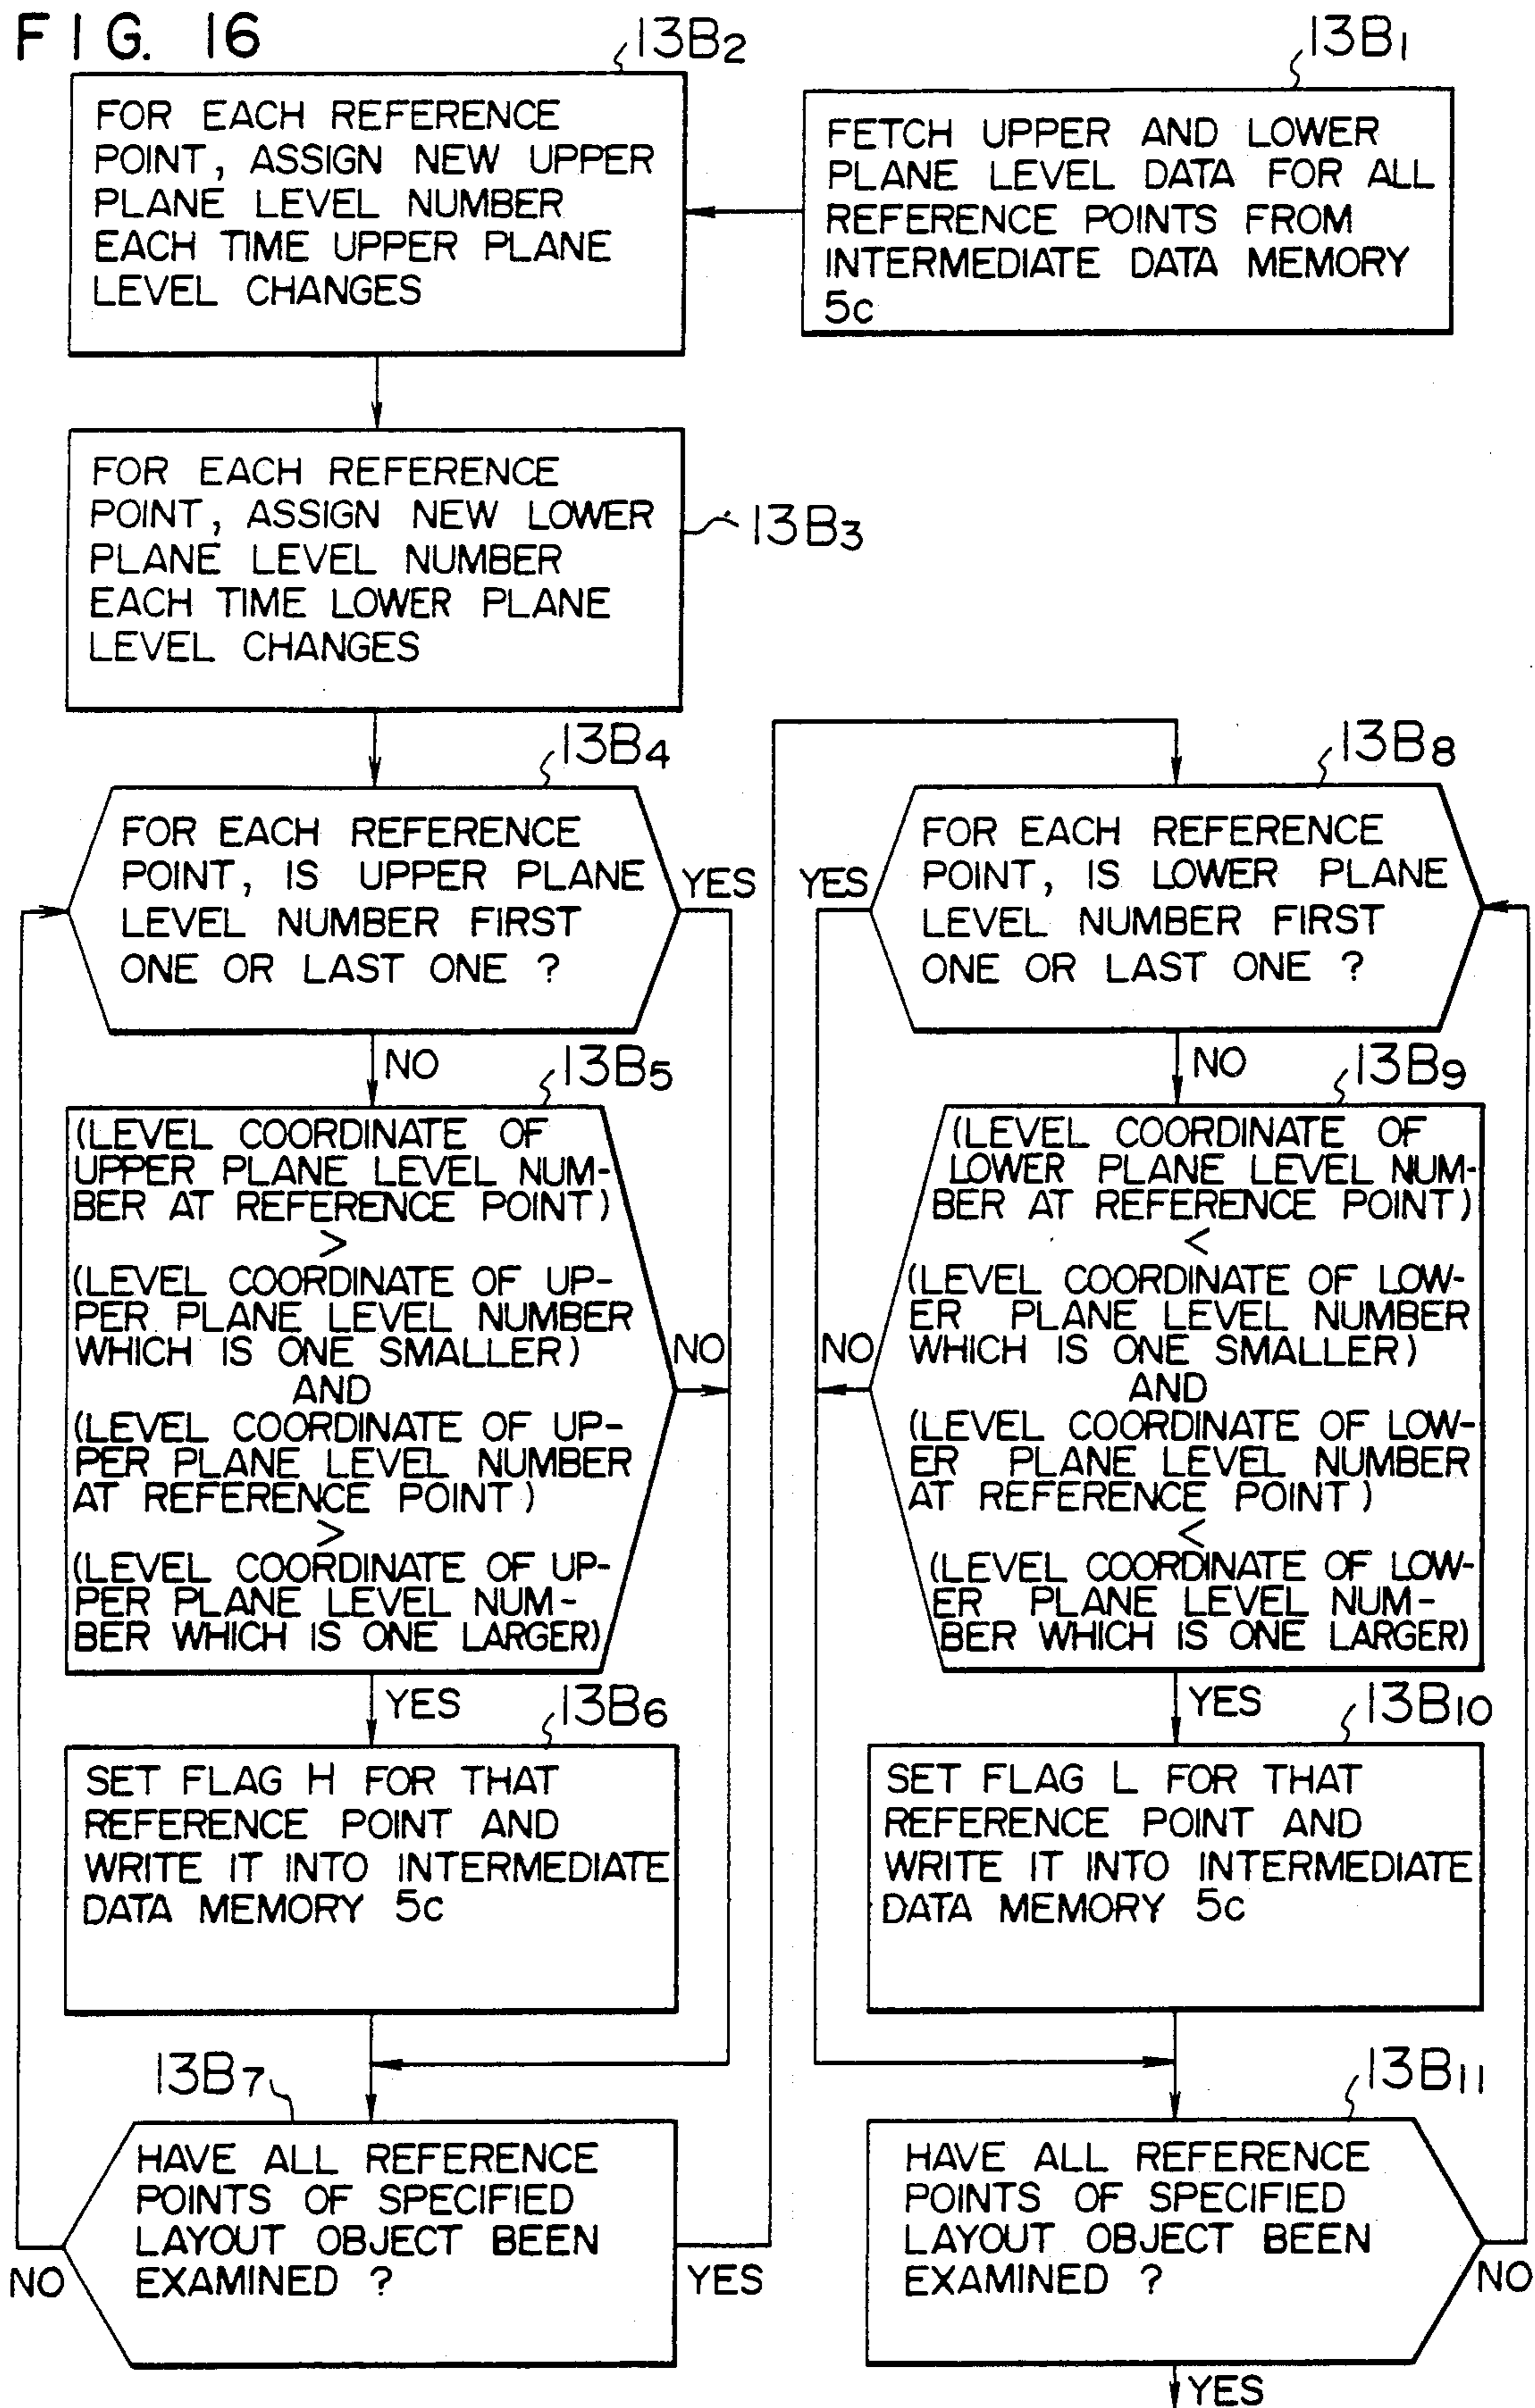 FIG. 16
13B1
FETCH UPPER AND LOWER
PLANE LEVEL DATA FOR ALL
REFERENCE POINTS FROM
INTERMEDIATE DATA MEMORY
5c
13B2
FOR EACH REFERENCE
POINT, ASSIGN NEW UPPER
PLANE LEVEL NUMBER
EACH TIME UPPER PLANE
LEVEL CHANGES
13B3
FOR EACH REFERENCE
POINT, ASSIGN NEW LOWER
PLANE LEVEL NUMBER
EACH TIME LOWER PLANE
LEVEL CHANGES
13B4
FOR EACH REFERENCE
POINT, IS UPPER PLANE
LEVEL NUMBER FIRST
ONE OR LAST ONE ?
YES
NO
13B5
(LEVEL COORDINATE OF
UPPER PLANE LEVEL NUM-
BER AT REFERENCE POINT)
>
(LEVEL COORDINATE OF UP-
PER PLANE LEVEL NUMBER
WHICH IS ONE SMALLER)
AND
(LEVEL COORDINATE OF UP-
PER PLANE LEVEL NUMBER
AT REFERENCE POINT)
>
(LEVEL COORDINATE OF UP-
PER PLANE LEVEL NUM-
BER WHICH IS ONE LARGER)
NO
YES
13B6
SET FLAG H FOR THAT
REFERENCE POINT AND
WRITE IT INTO INTERMEDIATE
DATA MEMORY 5c
13B7
HAVE ALL REFERENCE
POINTS OF SPECIFIED
LAYOUT OBJECT BEEN
EXAMINED ?
NO
YES
13B8
FOR EACH REFERENCE
POINT, IS LOWER PLANE
LEVEL NUMBER FIRST
ONE OR LAST ONE ?
YES
NO
13B9
(LEVEL COORDINATE OF
LOWER PLANE LEVEL NUM-
BER AT REFERENCE POINT)
<
(LEVEL COORDINATE OF LOW-
ER PLANE LEVEL NUMBER
WHICH IS ONE SMALLER)
AND
(LEVEL COORDINATE OF LOW-
ER PLANE LEVEL NUMBER
AT REFERENCE POINT)
<
(LEVEL COORDINATE OF LOW-
ER PLANE LEVEL NUM-
BER WHICH IS ONE LARGER)
NO
YES
13B10
SET FLAG L FOR THAT
REFERENCE POINT AND
WRITE IT INTO INTERMEDIATE
DATA MEMORY 5c
13B11
HAVE ALL REFERENCE
POINTS OF SPECIFIED
LAYOUT OBJECT BEEN
EXAMINED ?
NO
YES